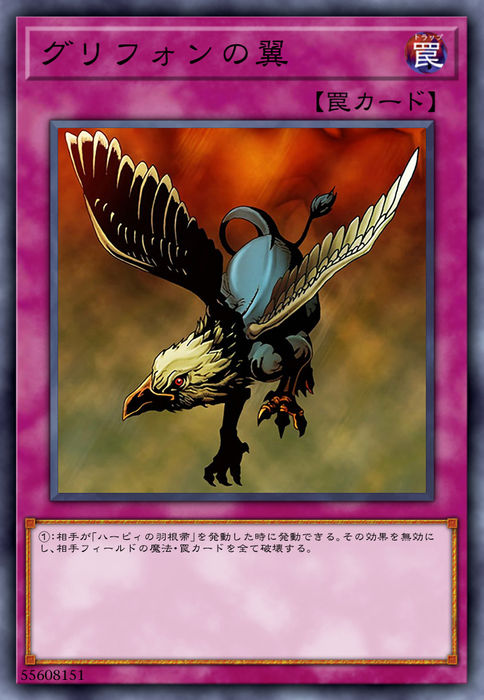 グリフォンの翼
トラップ
罠
【罠カード】
①:相手が「ハーピィの羽根帚」を発動した時に発動できる。その効果を無効に
し、相手フィールドの魔法・罠カードを全て破壊する。
55608151